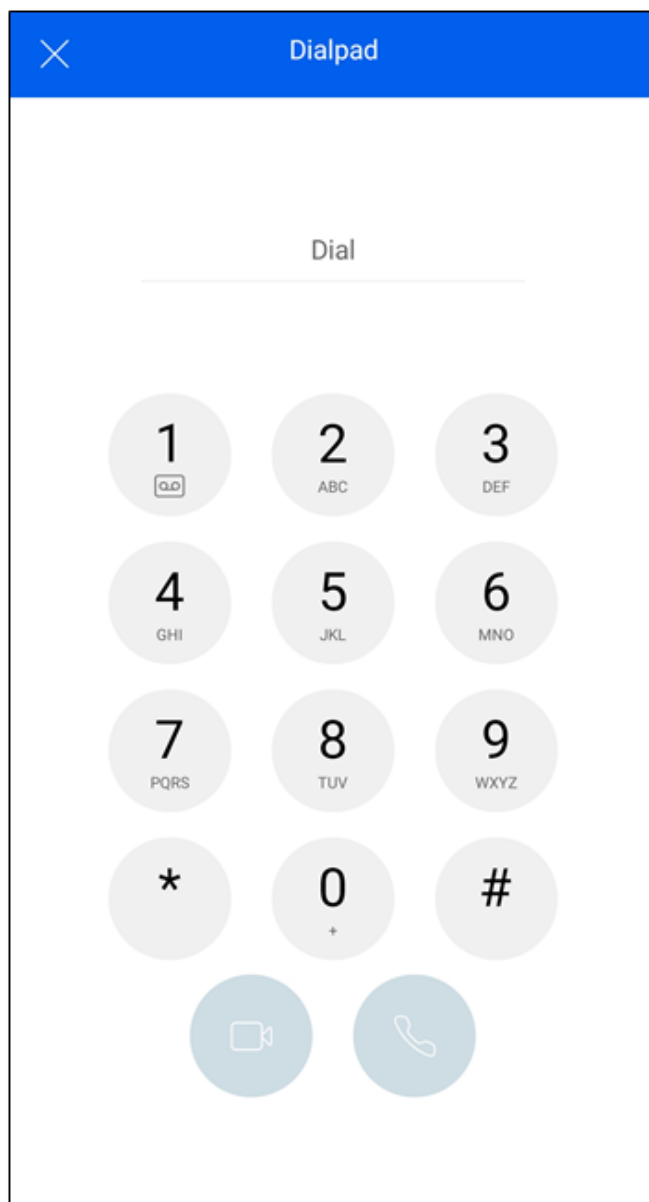 Dialpad
Dial
1 2 3
ABC DEF
4 5 6
GHI JKL MNO
7 8 9
PQRS TUV WXYZ
* 0 #
+